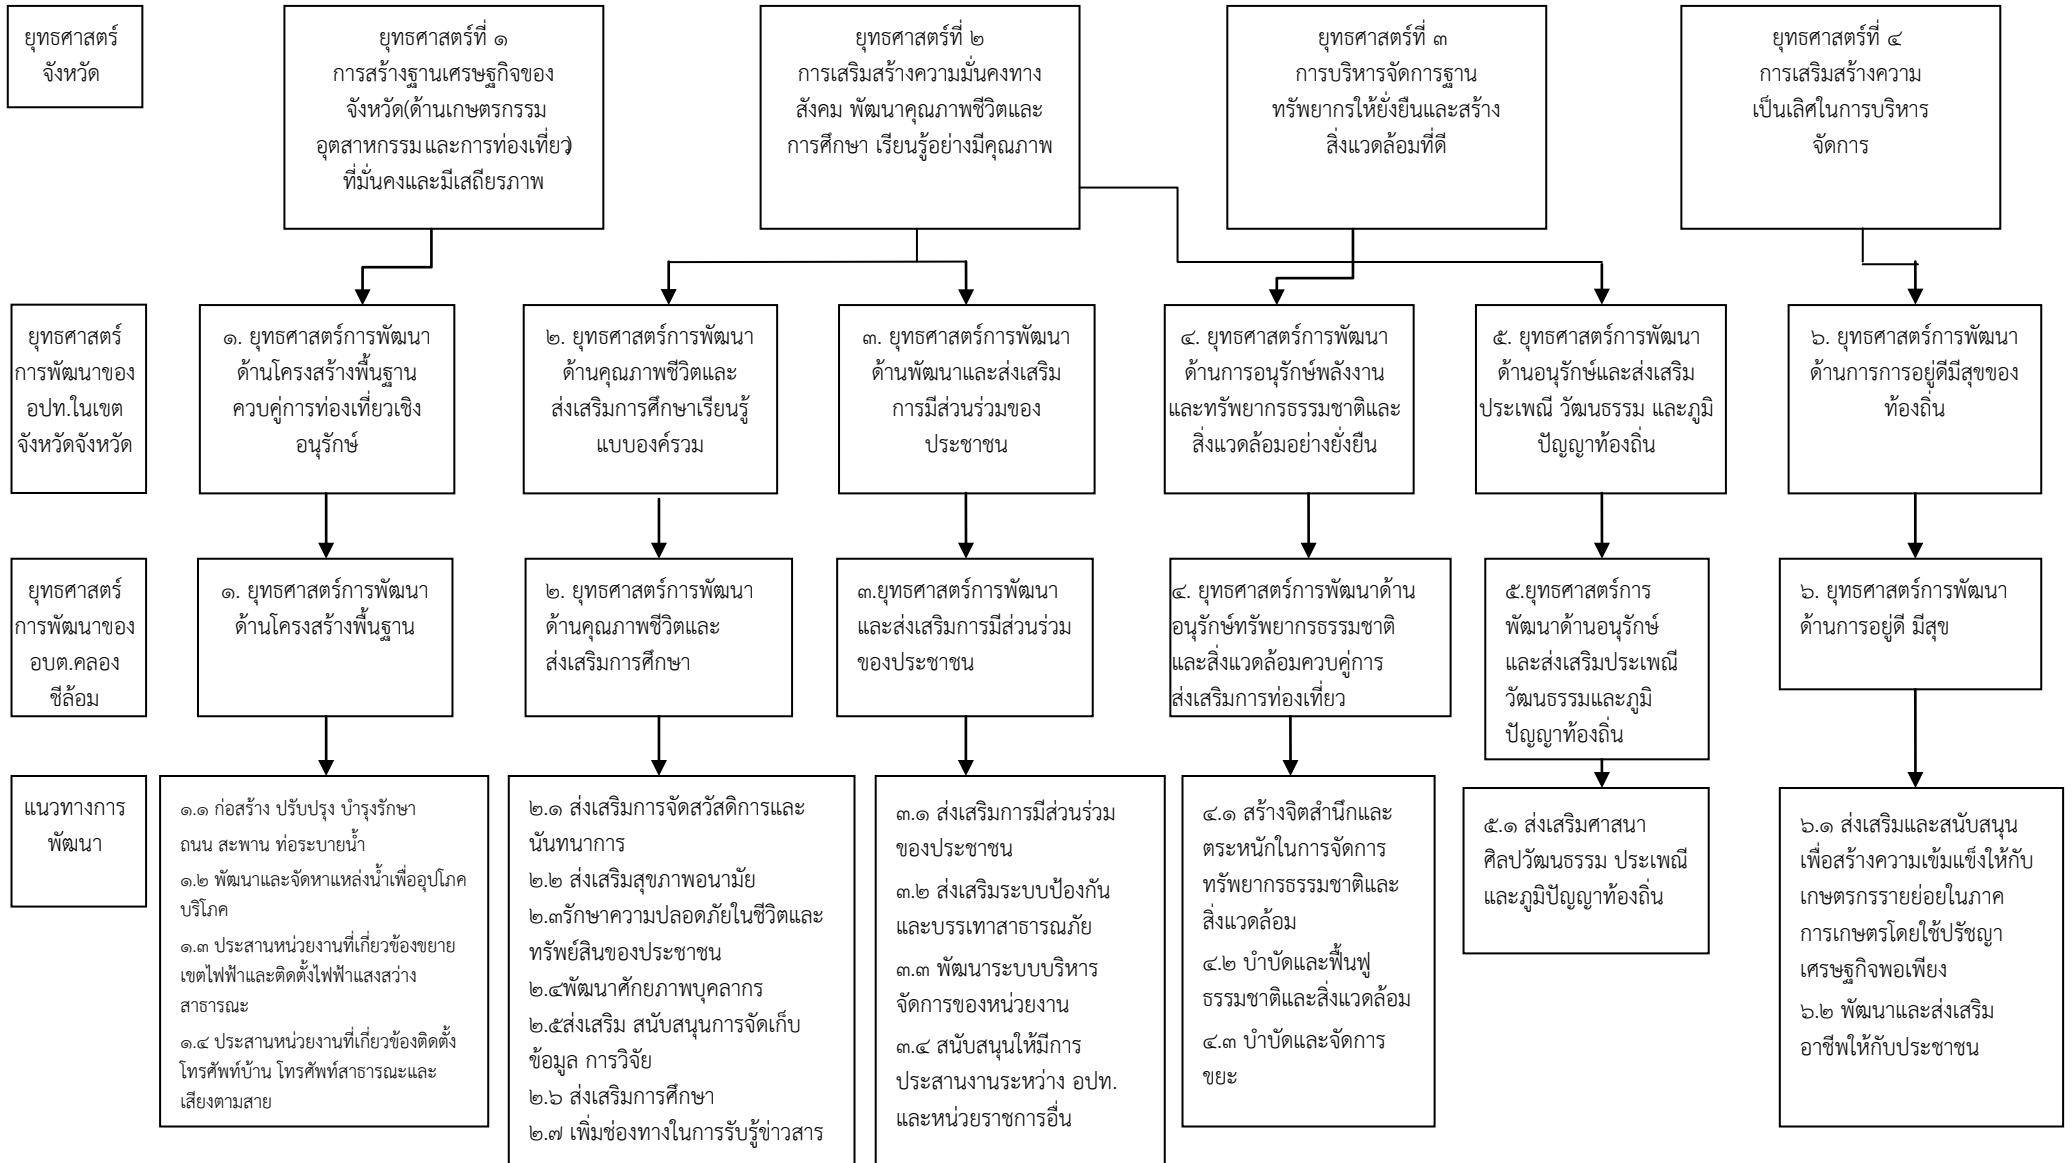 ยุทธศาสตร์
จังหวัด
ยุทธศาสตร์ที่ ๑
การสร้างฐานเศรษฐกิจของ
จังหวัด(ด้านเกษตรกรรม
อุตสาหกรรม และการท่องเที่ยว)
ที่มั่นคงและมีเสถียรภาพ
ยุทธศาสตร์ที่ ๒
การเสริมสร้างความมั่นคงทาง
สังคม พัฒนาคุณภาพชีวิตและ
การศึกษา เรียนรู้อย่างมีคุณภาพ
ยุทธศาสตร์ที่ ๓
การบริหารจัดการฐาน
ทรัพยากรให้ยั่งยืนและสร้าง
สิ่งแวดล้อมที่ดี
ยุทธศาสตร์ที่ ๔
การเสริมสร้างความ
เป็นเลิศในการบริหาร
จัดการ
ยุทธศาสตร์
การพัฒนาของ
อปท.ในเขต
จังหวัดจังหวัด
๑. ยุทธศาสตร์การพัฒนา
ด้านโครงสร้างพื้นฐาน
ควบคู่การท่องเที่ยวเชิง
อนุรักษ์
๒. ยุทธศาสตร์การพัฒนา
ด้านคุณภาพชีวิตและ
ส่งเสริมการศึกษาเรียนรู้
แบบองค์รวม
๓. ยุทธศาสตร์การพัฒนา
ด้านพัฒนาและส่งเสริม
การมีส่วนร่วมของ
ประชาชน
๔. ยุทธศาสตร์การพัฒนา
ด้านการอนุรักษ์พลังงาน
และทรัพยากรธรรมชาติและ
สิ่งแวดล้อมอย่างยั่งยืน
๕. ยุทธศาสตร์การพัฒนา
ด้านอนุรักษ์และส่งเสริม
ประเพณี วัฒนธรรม และภูมิ
ปัญญาท้องถิ่น
๖. ยุทธศาสตร์การพัฒนา
ด้านการการอยู่ดีมีสุขของ
ท้องถิ่น
ยุทธศาสตร์
การพัฒนาของ
อบต.คลอง
ชีล้อม
๑. ยุทธศาสตร์การพัฒนา
ด้านโครงสร้างพื้นฐาน
๒. ยุทธศาสตร์การพัฒนา
ด้านคุณภาพชีวิตและ
ส่งเสริมการศึกษา
๓.ยุทธศาสตร์การพัฒนา
และส่งเสริมการมีส่วนร่วม
ของประชาชน
๔. ยุทธศาสตร์การพัฒนาด้าน
อนุรักษ์ทรัพยากรธรรมชาติ
และสิ่งแวดล้อมควบคู่การ
ส่งเสริมการท่องเที่ยว
๕.ยุทธศาสตร์การ
พัฒนาด้านอนุรักษ์
และส่งเสริมประเพณี
วัฒนธรรมและภูมิ
ปัญญาท้องถิ่น
๖. ยุทธศาสตร์การพัฒนา
ด้านการอยู่ดี มีสุข
แนวทางการ
พัฒนา
๑.๑ ก่อสร้าง ปรับปรุง บำรุงรักษา
ถนน สะพาน ท่อระบายน้ำ
๑.๒ พัฒนาและจัดหาแหล่งน้ำเพื่ออุปโภค
บริโภค
๑.๓ ประสานหน่วยงานที่เกี่ยวข้องขยาย
เขตไฟฟ้าและติดตั้งไฟฟ้าแสงสว่าง
สาธารณะ
๑.๔ ประสานหน่วยงานที่เกี่ยวข้องติดตั้ง
โทรศัพท์บ้าน โทรศัพท์สาธารณะและ
เสียงตามสาย
๒.๑ ส่งเสริมการจัดสวัสดิการและ
นันทนาการ
๒.๒ ส่งเสริมสุขภาพอนามัย
๒.๓รักษาความปลอดภัยในชีวิตและ
ทรัพย์สินของประชาชน
๒.๔พัฒนาศักยภาพบุคลากร
๒.๕ส่งเสริม สนับสนุนการจัดเก็บ
ข้อมูล การวิจัย
๒.๖ ส่งเสริมการศึกษา
๒.๗ เพิ่มช่องทางในการรับรู้ข่าวสาร
๓.๑ ส่งเสริมการมีส่วนร่วม
ของประชาชน
๓.๒ ส่งเสริมระบบป้องกัน
และบรรเทาสาธารณภัย
๓.๓ พัฒนาระบบบริหาร
จัดการของหน่วยงาน
๓.๔ สนับสนุนให้มีการ
ประสานงานระหว่าง อปท.
และหน่วยราชการอื่น
๔.๑ สร้างจิตสำนึกและ
ตระหนักในการจัดการ
ทรัพยากรธรรมชาติและ
สิ่งแวดล้อม
๔.๒ บำบัดและฟื้นฟู
ธรรมชาติและสิ่งแวดล้อม
๔.๓ บำบัดและจัดการ
ขยะ
๕.๑ ส่งเสริมศาสนา
ศิลปวัฒนธรรม ประเพณี
และภูมิปัญญาท้องถิ่น
๖.๑ ส่งเสริมและสนับสนุน
เพื่อสร้างความเข้มแข็งให้กับ
เกษตรกรรายย่อยในภาค
การเกษตรโดยใช้ปรัชญา
เศรษฐกิจพอเพียง
๖.๒ พัฒนาและส่งเสริม
อาชีพให้กับประชาชน